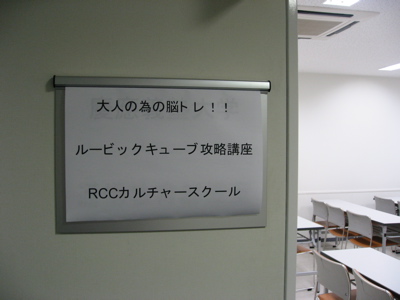 大人の為の脳トレ！！
ルービックキューブ攻略講座
RCCカルチャースクール